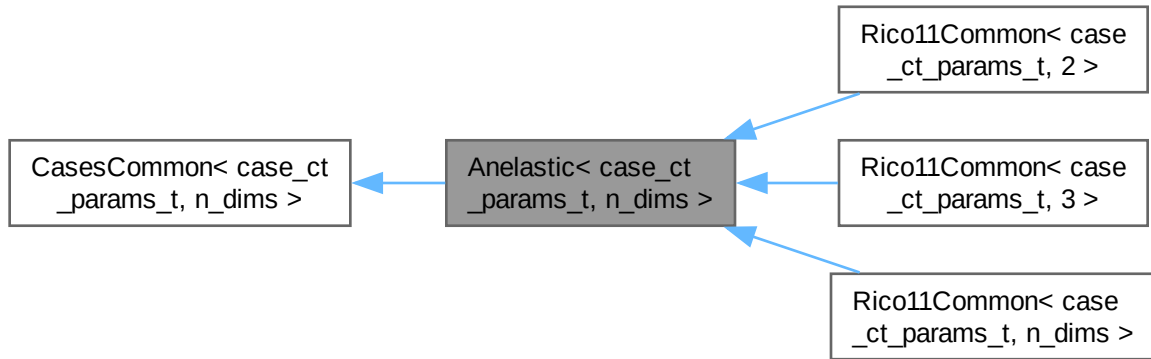 Rico11Common< case
_ct_params_t, 2 >
CasesCommon< case_ct
_params_t, n_dims >
Anelastic< case_ct
_params_t, n_dims >
Rico11Common< case
_ct_params_t, 3 >
Rico11Common< case
_ct_params_t, n_dims >